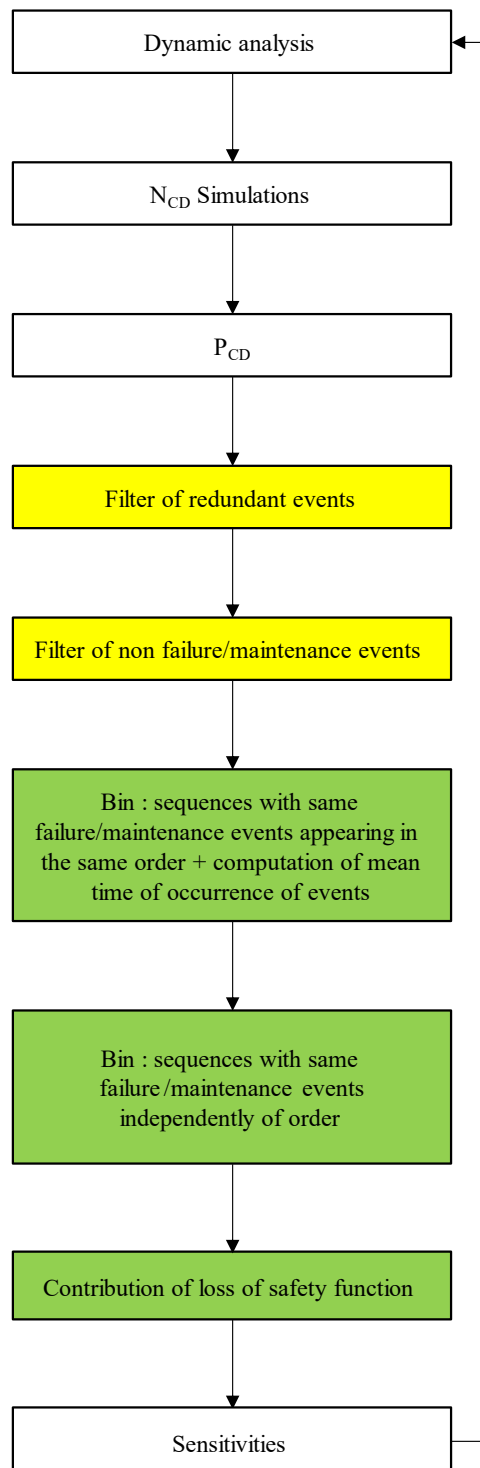 Dynamic analysis
N_CD Simulations
P_CD
Filter of redundant events
Filter of non failure/maintenance events
Bin : sequences with same
failure/maintenance events appearing in
the same order + computation of mean
time of occurrence of events
Bin : sequences with same
failure/maintenance events
independently of order
Contribution of loss of safety function
Sensitivities